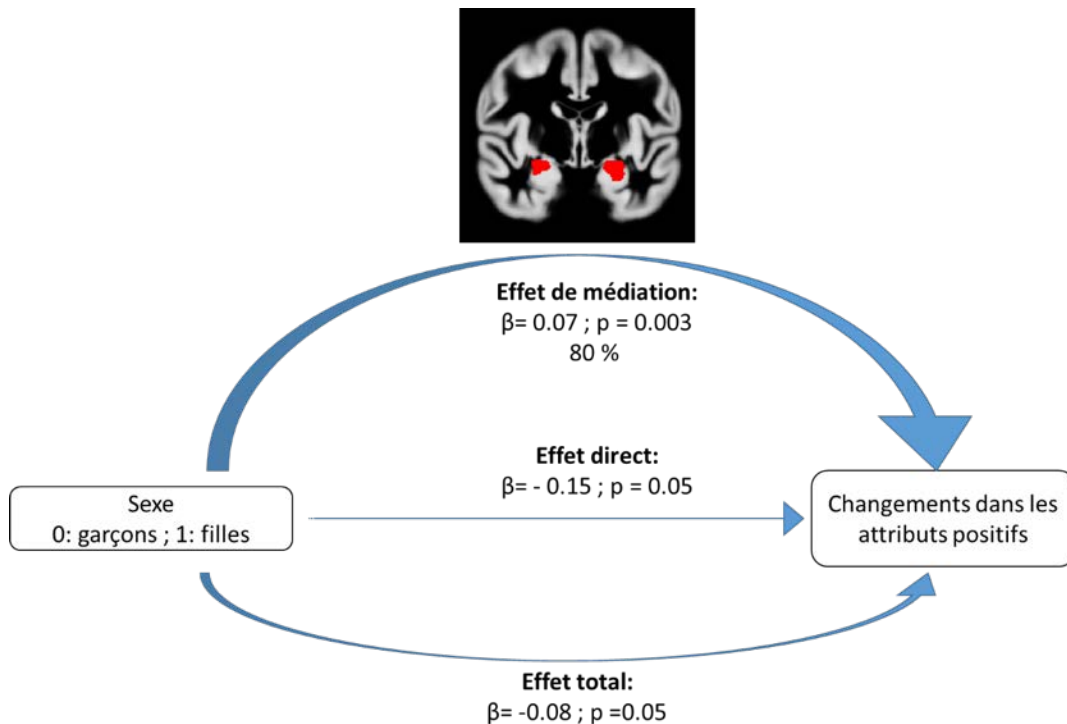 Effet de médiation:
β= 0.07 ; p = 0.003
80 %
Effet direct:
β= - 0.15 ; p = 0.05
Sexe
0: garçons ; 1: filles
Changements dans les
attributs positifs
Effet total:
β= -0.08 ; p =0.05